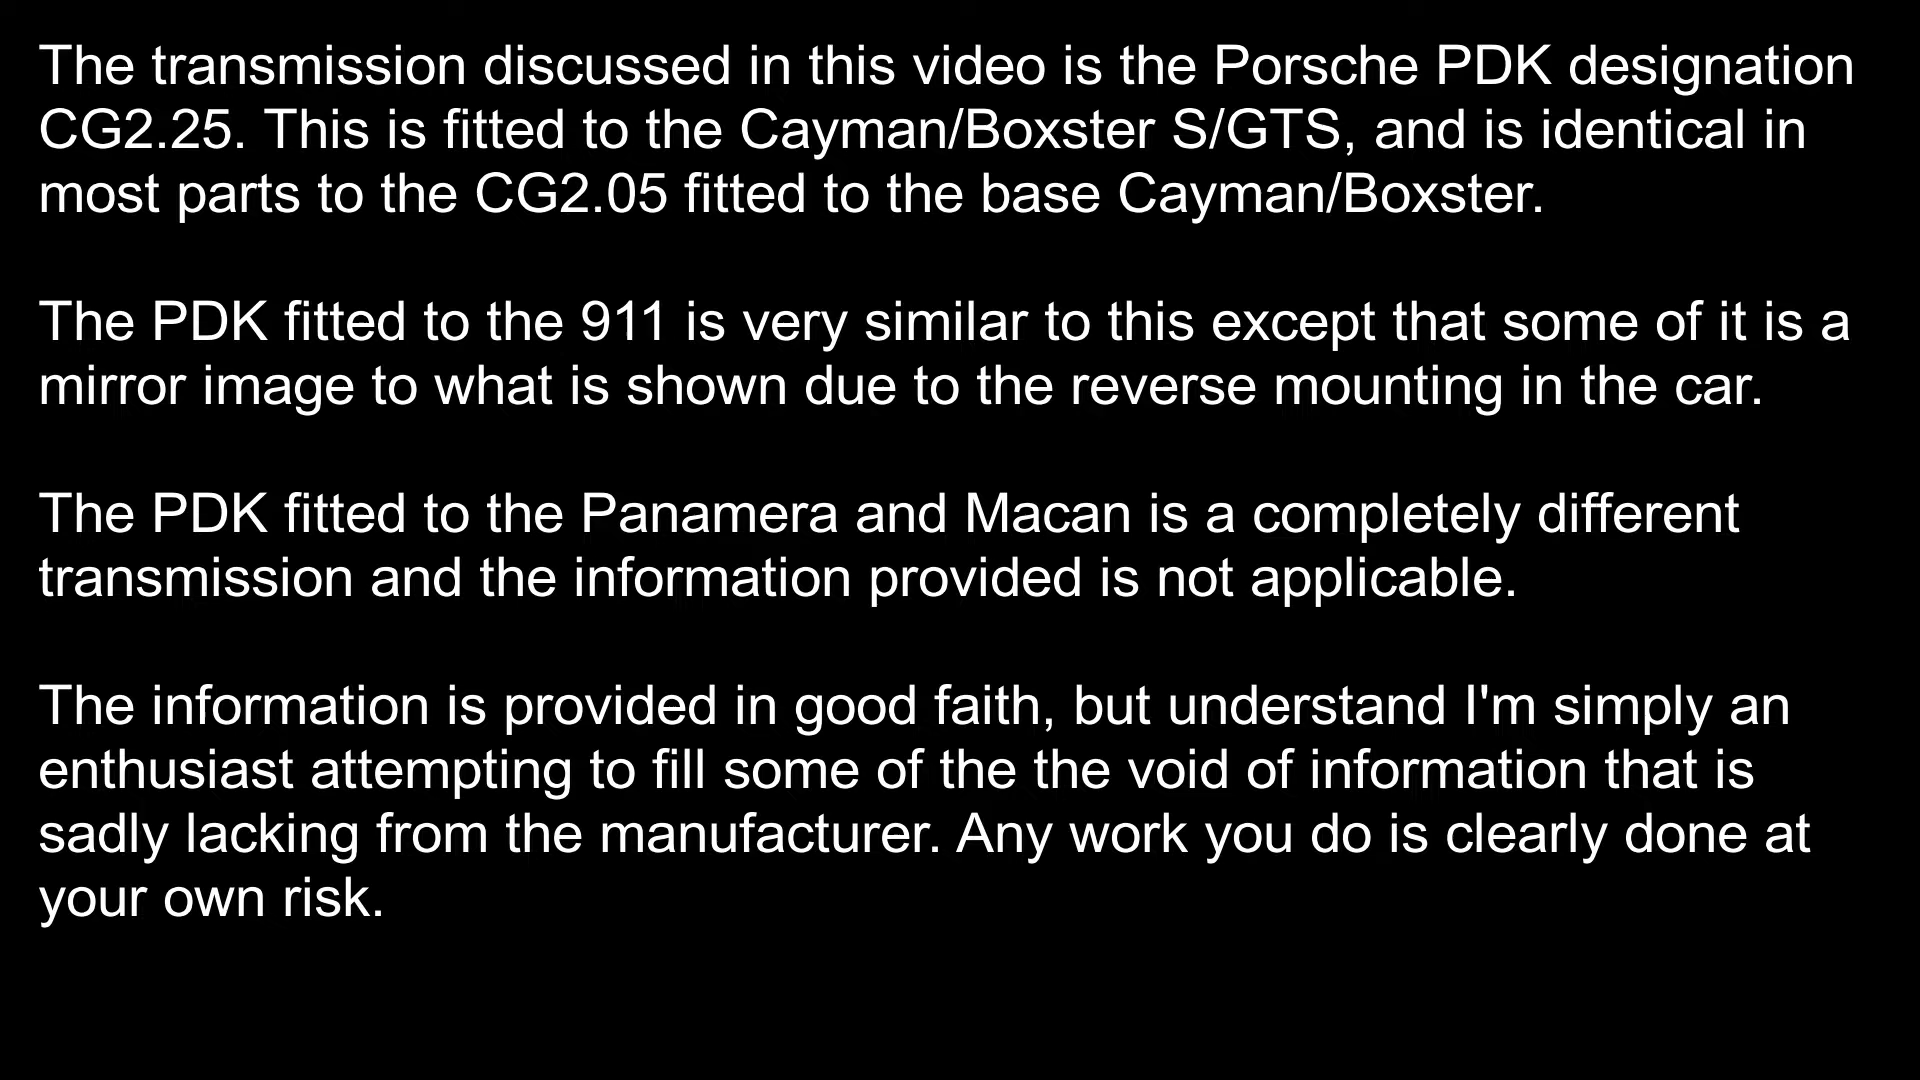 The transmission discussed in this video is the Porsche PDK designation
CG2.25. This is fitted to the Cayman/Boxster S/GTS, and is identical in
most parts to the CG2.05 fitted to the base Cayman/Boxster.
The PDK fitted to the 911 is very similar to this except that some of it is a
mirror image to what is shown due to the reverse mounting in the car.
The PDK fitted to the Panamera and Macan is a completely different
transmission and the information provided is not applicable.
The information is provided in good faith, but understand I'm simply an
enthusiast attempting to fill some of the the void of information that is
sadly lacking from the manufacturer. Any work you do is clearly done at
your own risk.